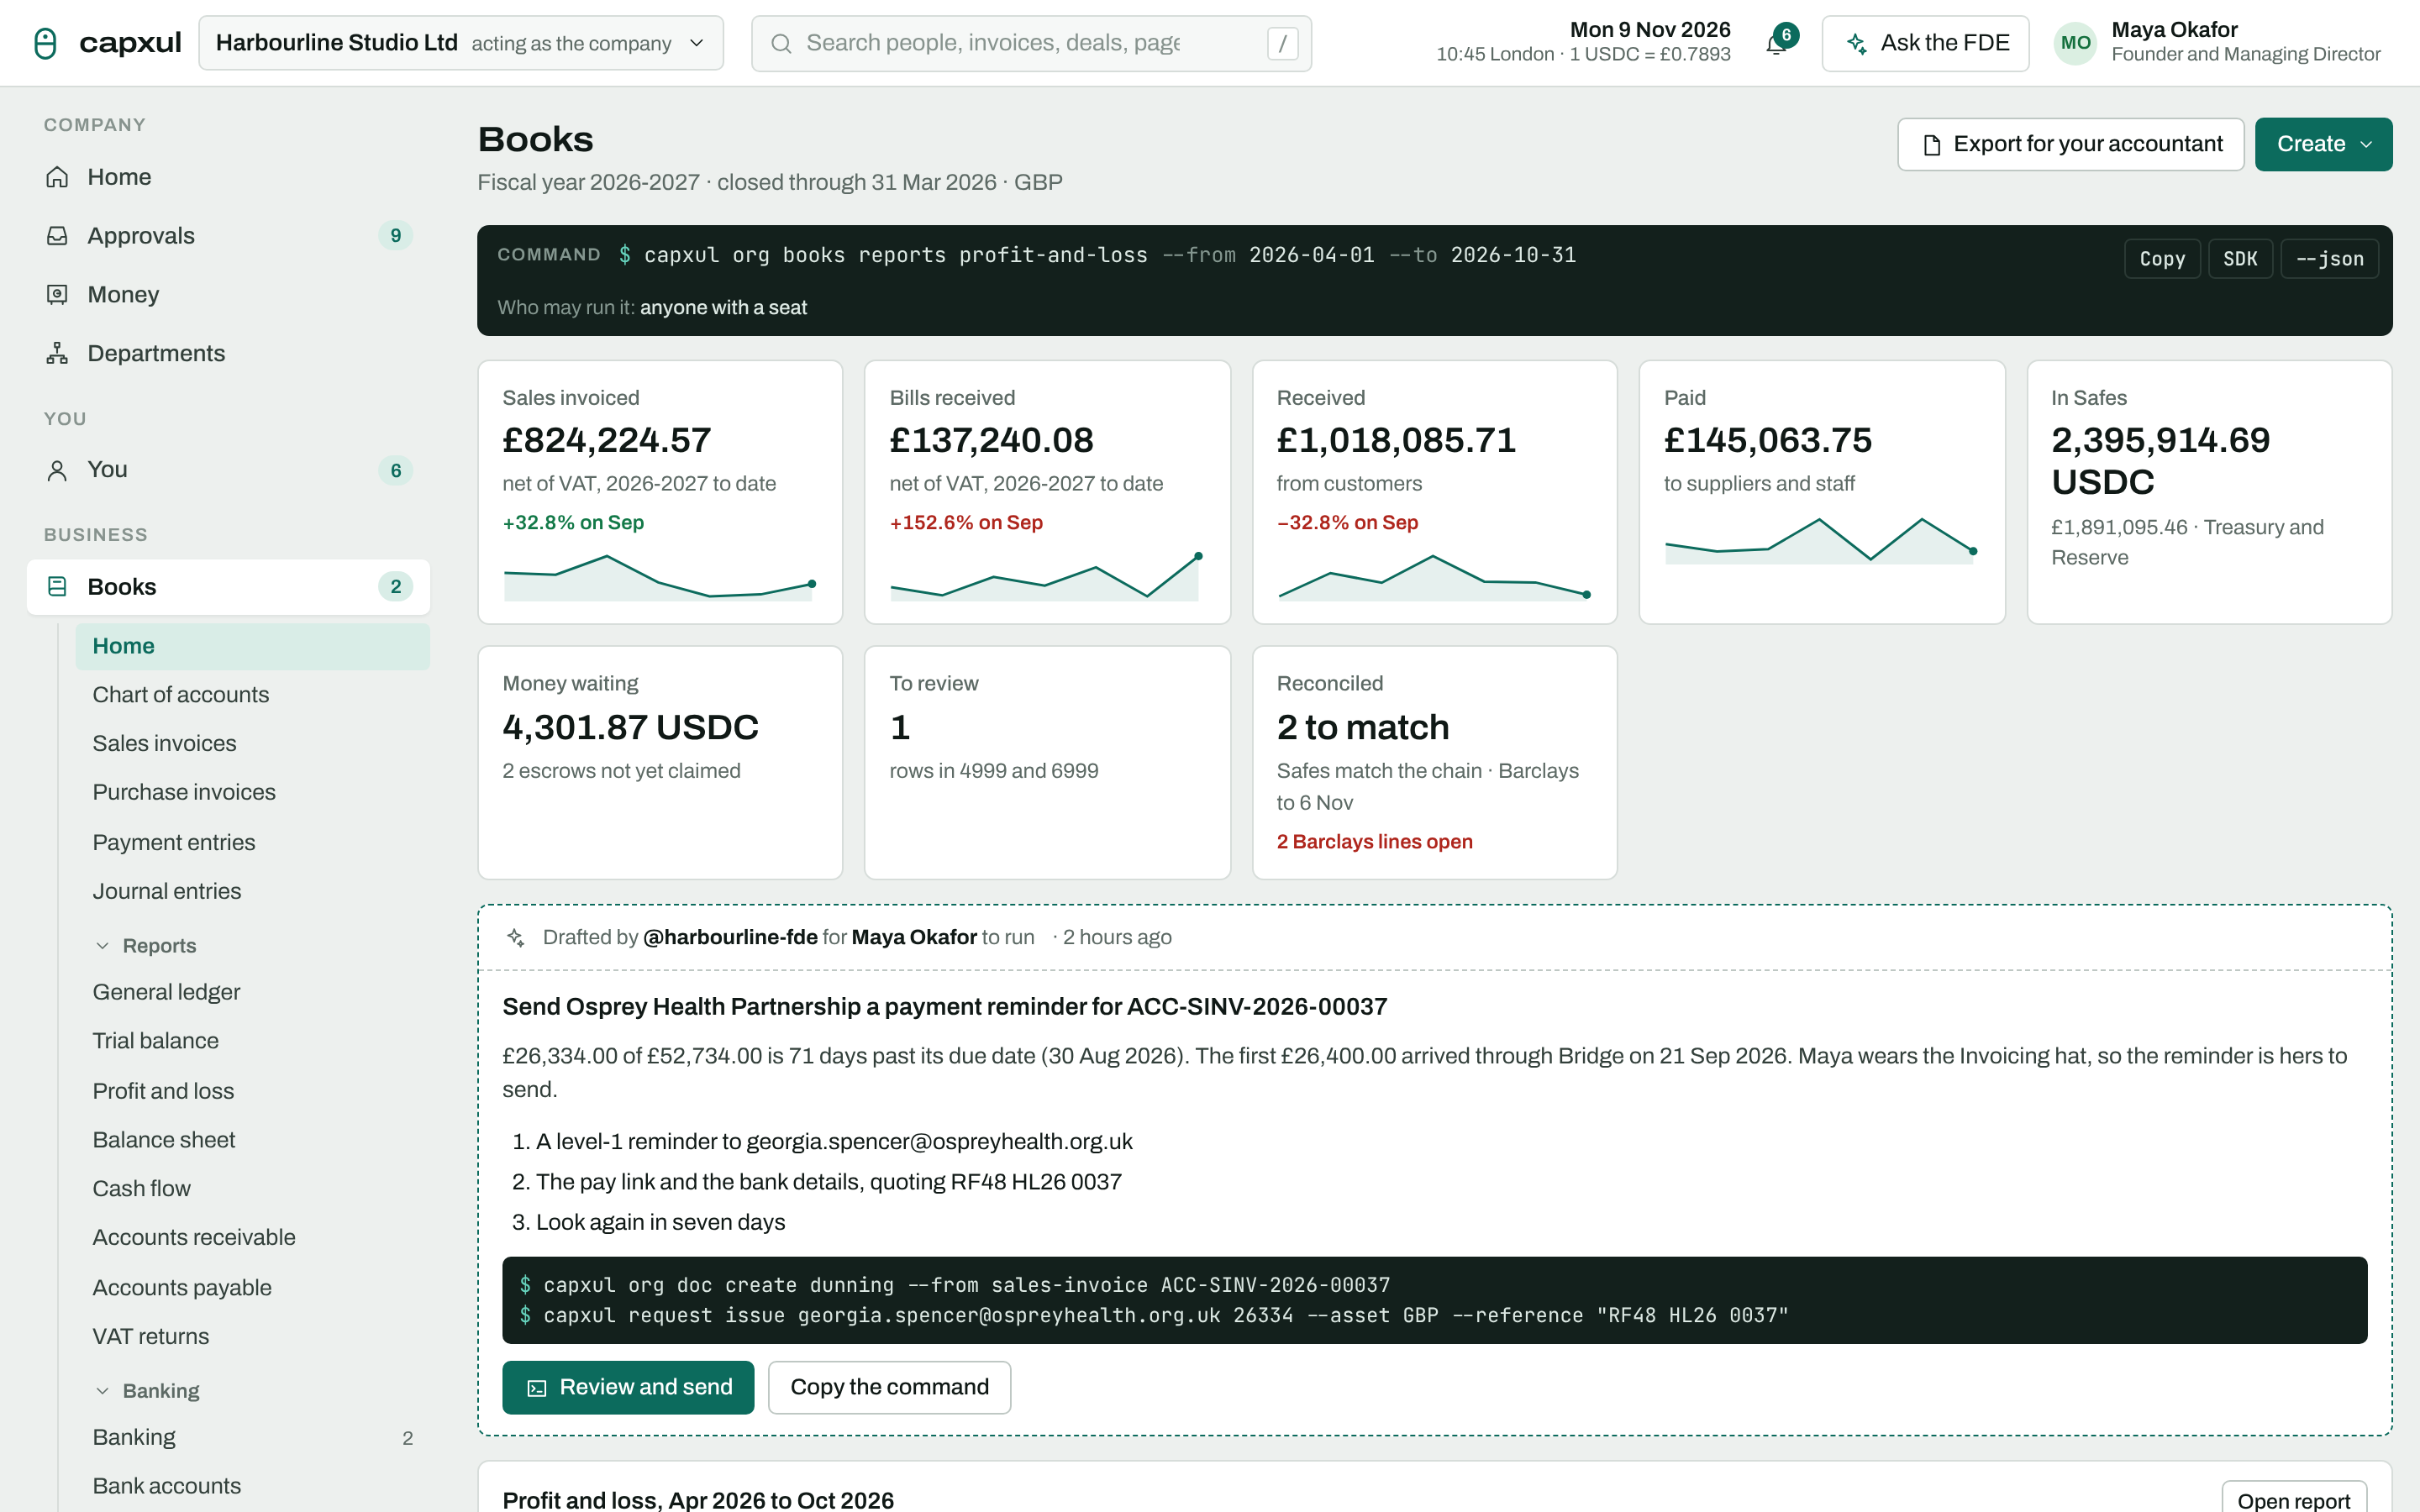 capxul
Harbourline Studio Ltd acting as the company
Search people, invoices, deals, page
/
Mon 9 Nov 2026
10:45 London · 1 USDC = £0.7893
6
Ask the FDE
MO
Maya Okafor
Founder and Managing Director
COMPANY
Home
Approvals 9
Money
Departments
YOU
You 6
BUSINESS
Books 2
Home
Chart of accounts
Sales invoices
Purchase invoices
Payment entries
Journal entries
Reports
General ledger
Trial balance
Profit and loss
Balance sheet
Cash flow
Accounts receivable
Accounts payable
VAT returns
Banking
Banking 2
Bank accounts
Books
Fiscal year 2026-2027 · closed through 31 Mar 2026 · GBP
Export for your accountant
Create
COMMAND $ capxul org books reports profit-and-loss --from 2026-04-01 --to 2026-10-31
Copy
SDK
--json
Who may run it: anyone with a seat
Sales invoiced
£824,224.57
net of VAT, 2026-2027 to date
+32.8% on Sep
Bills received
£137,240.08
net of VAT, 2026-2027 to date
+152.6% on Sep
Received
£1,018,085.71
from customers
−32.8% on Sep
Paid
£145,063.75
to suppliers and staff
In Safes
2,395,914.69
USDC
£1,891,095.46 · Treasury and
Reserve
Money waiting
4,301.87 USDC
2 escrows not yet claimed
To review
1
rows in 4999 and 6999
Reconciled
2 to match
Safes match the chain · Barclays
to 6 Nov
2 Barclays lines open
Drafted by @harbourline-fde for Maya Okafor to run · 2 hours ago
Send Osprey Health Partnership a payment reminder for ACC-SINV-2026-00037
£26,334.00 of £52,734.00 is 71 days past its due date (30 Aug 2026). The first £26,400.00 arrived through Bridge on 21 Sep 2026. Maya wears the Invoicing hat, so the reminder is hers to
send.
1. A level-1 reminder to georgia.spencer@ospreyhealth.org.uk
2. The pay link and the bank details, quoting RF48 HL26 0037
3. Look again in seven days
$ capxul org doc create dunning --from sales-invoice ACC-SINV-2026-00037
$ capxul request issue georgia.spencer@ospreyhealth.org.uk 26334 --asset GBP --reference "RF48 HL26 0037"
Review and send
Copy the command
Profit and loss, Apr 2026 to Oct 2026
Open report